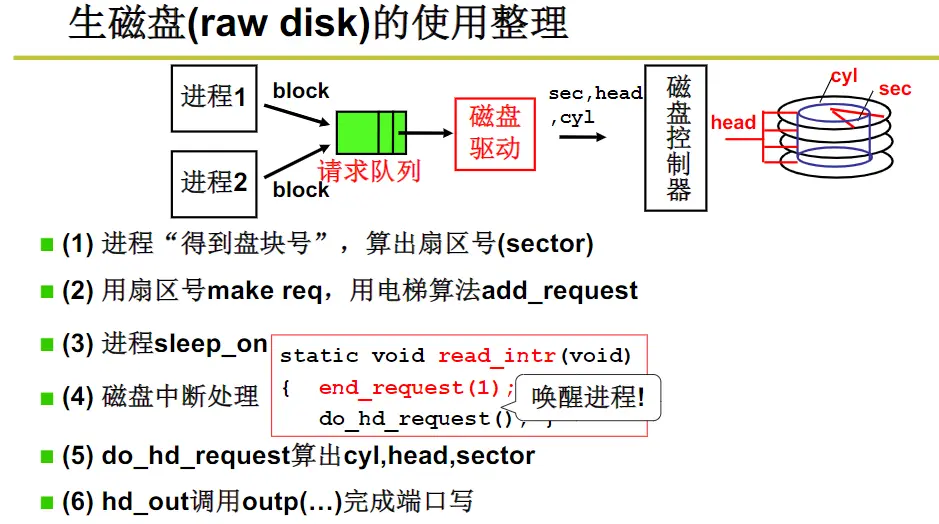 生磁盘(raw disk)的使用整理
进程1
block
进程2
block
请求队列
磁盘
驱动
sec,head
,cyl
磁盘控制器
head
cyl
sec
(1) 进程“得到盘块号”，算出扇区号(sector)
(2) 用扇区号make req，用电梯算法add_request
(3) 进程sleep_on
(4) 磁盘中断处理
static void read_intr(void)
{ end_request(1);
do_hd_request(); }
唤醒进程!
(5) do_hd_request算出cyl,head,sector
(6) hd_out调用outp(…)完成端口写